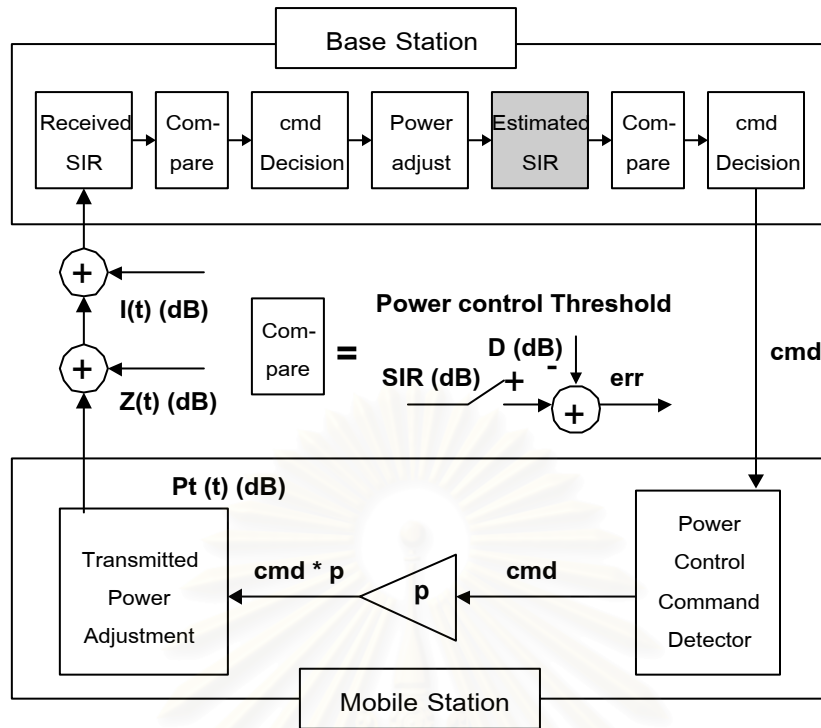 Base Station
Received
SIR
Com-
pare
cmd
Decision
Power
adjust
Estimated
SIR
Com-
pare
cmd
Decision
+
I(t) (dB)
+
Z(t) (dB)
Com-
pare
=
Power control Threshold
D (dB)
-
SIR (dB)
+
+
err
cmd
Pt (t) (dB)
Transmitted
Power
Adjustment
cmd * p
p
cmd
Power
Control
Command
Detector
Mobile Station